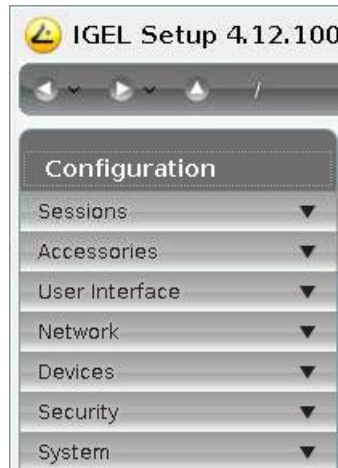 IGEL Setup 4.12.100
/
Configuration
Sessions
Accessories
User Interface
Network
Devices
Security
System